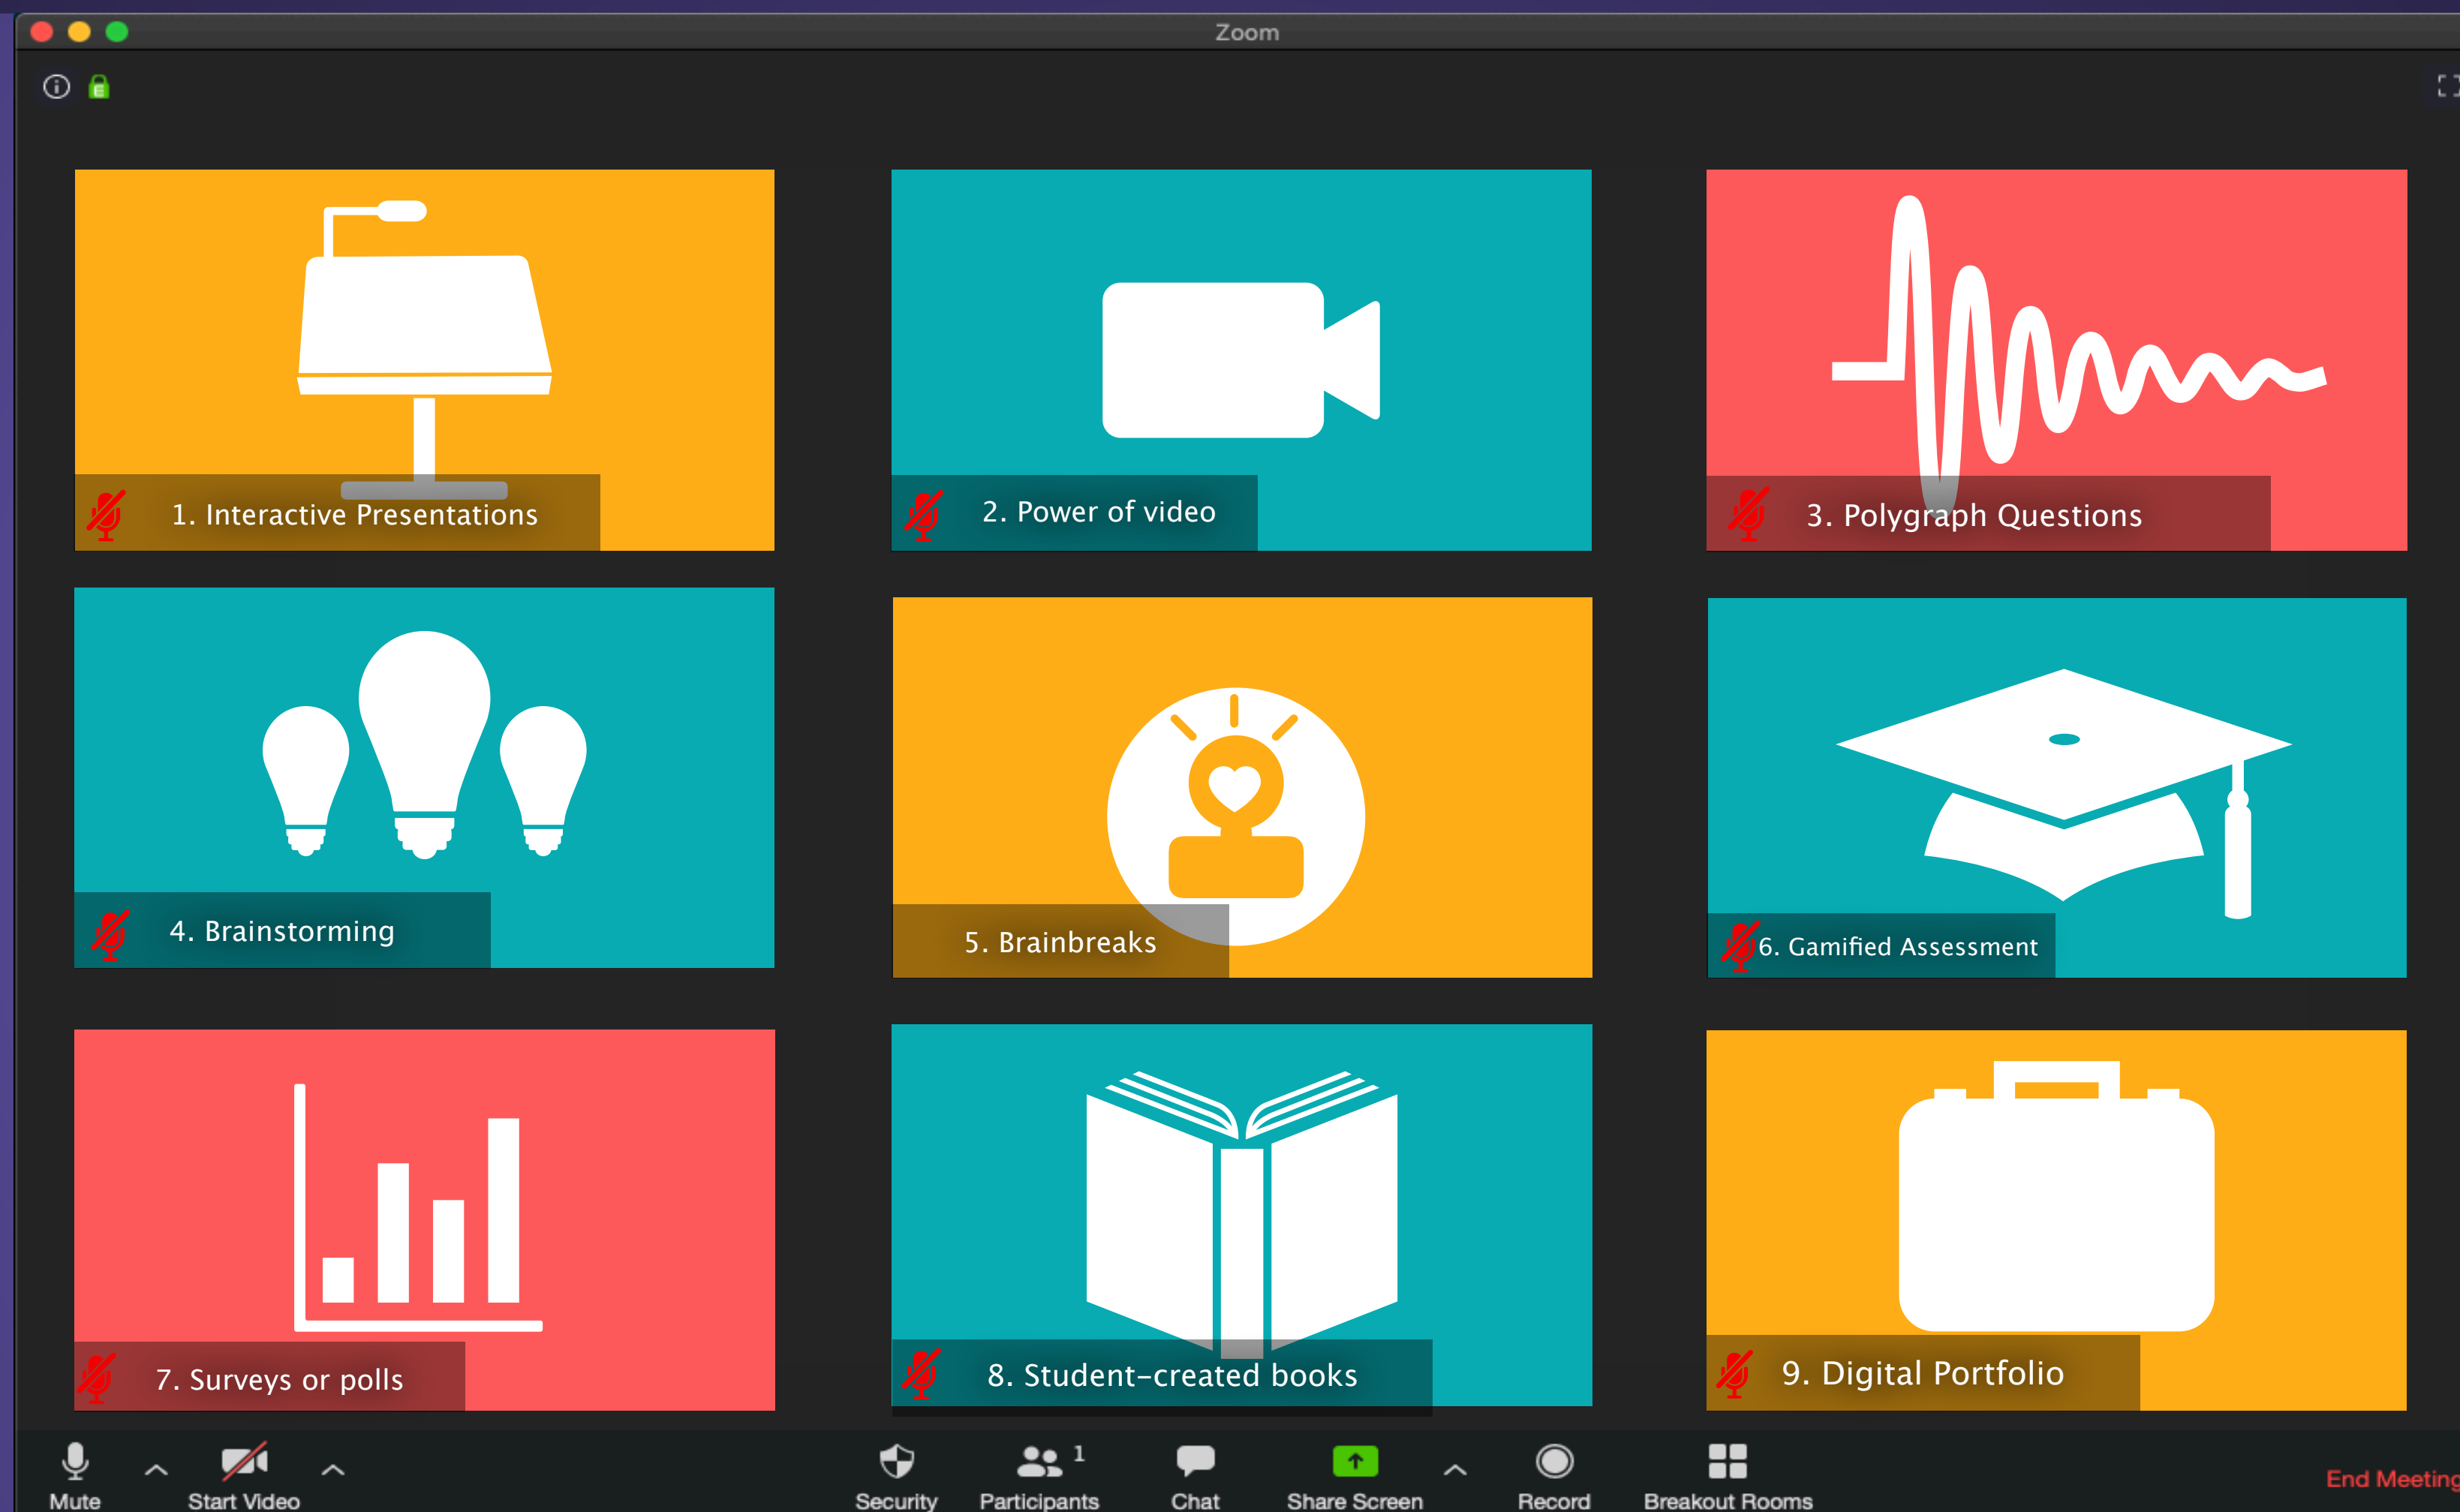 Zoom
1. Interactive Presentations
2. Power of video
3. Polygraph Questions
4. Brainstorming
5. Brainbreaks
6. Gamified Assessment
7. Surveys or polls
8. Student-created books
9. Digital Portfolio
Mute
Start Video
Security
Participants
1
Chat
Share Screen
Record
Breakout Rooms
End Meeting